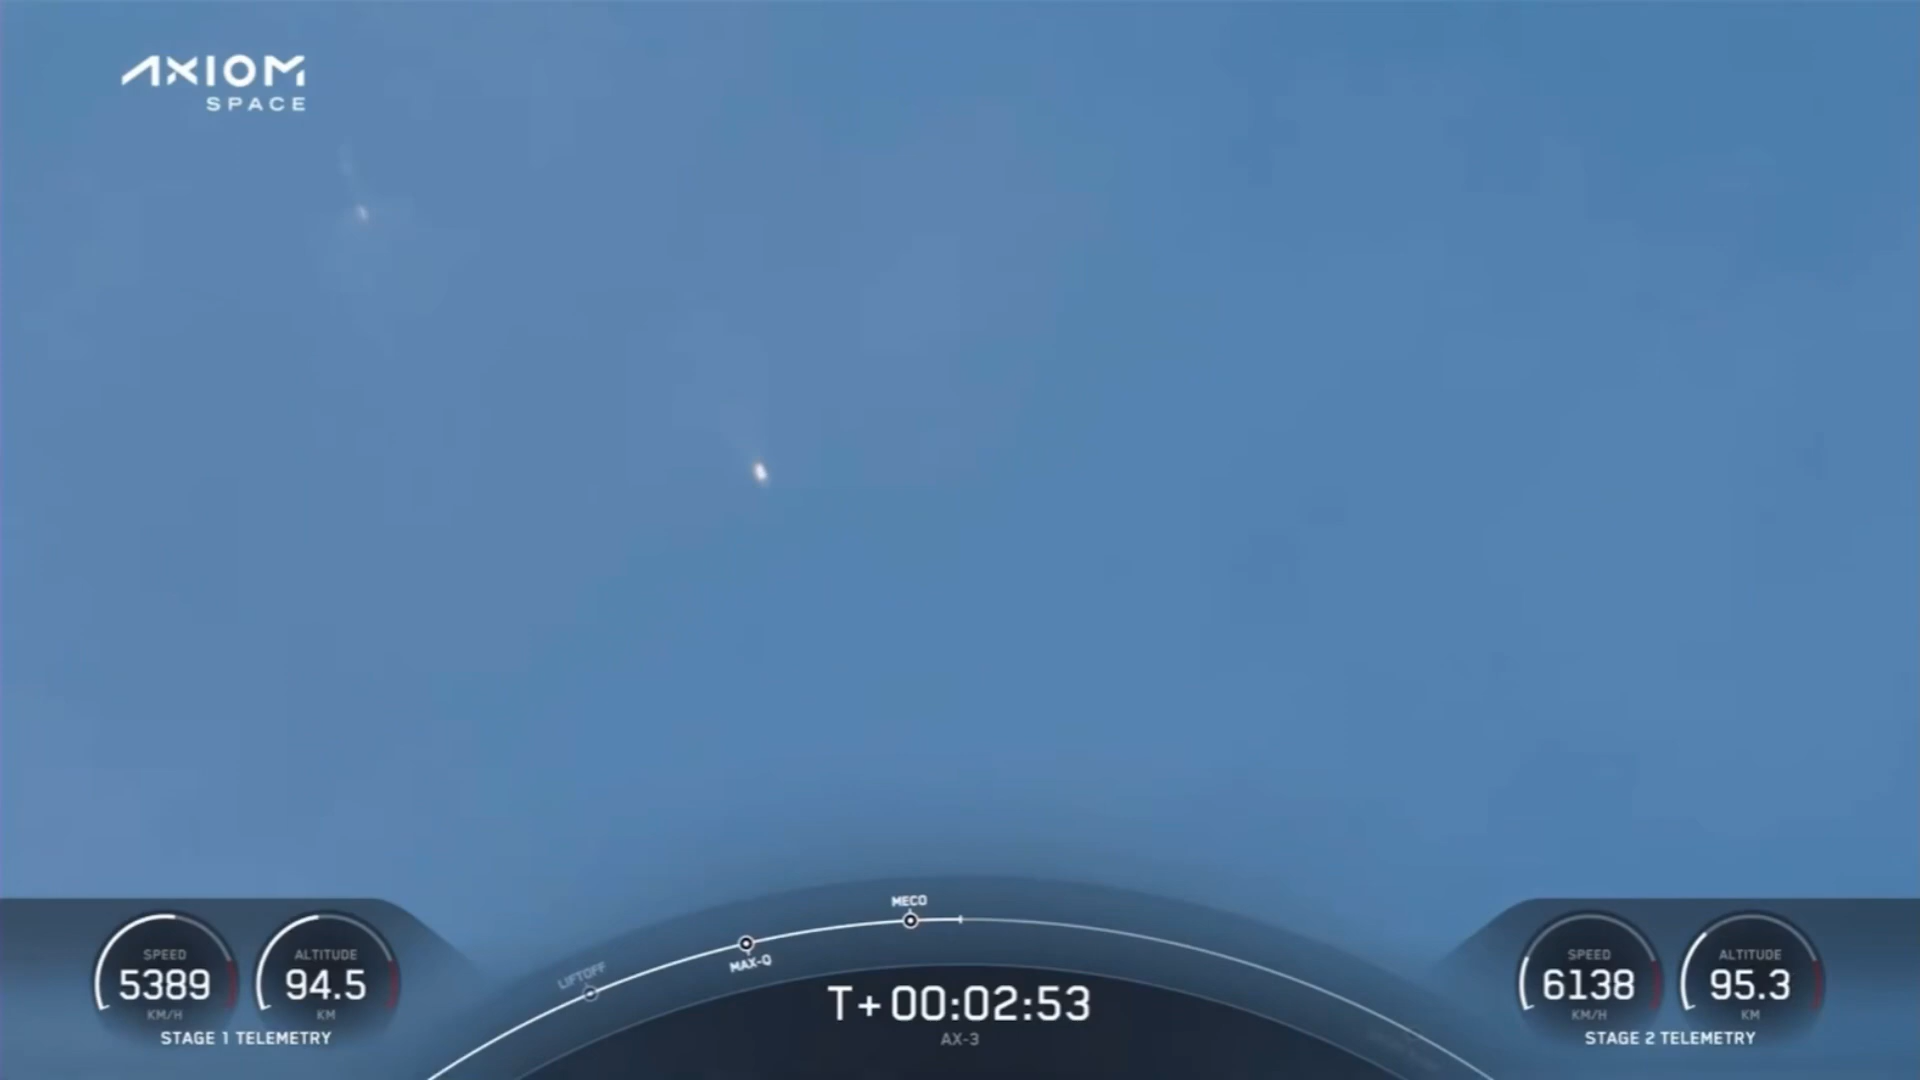 AXIOM
SPACE
MECO
MAX-Q
LIFTOFF
SPEED
5389
KM/H
ALTITUDE
94.5
KM
STAGE 1 TELEMETRY
T+00:02:53
AX-3
SPEED
6138
KM/H
ALTITUDE
95.3
KM
STAGE 2 TELEMETRY